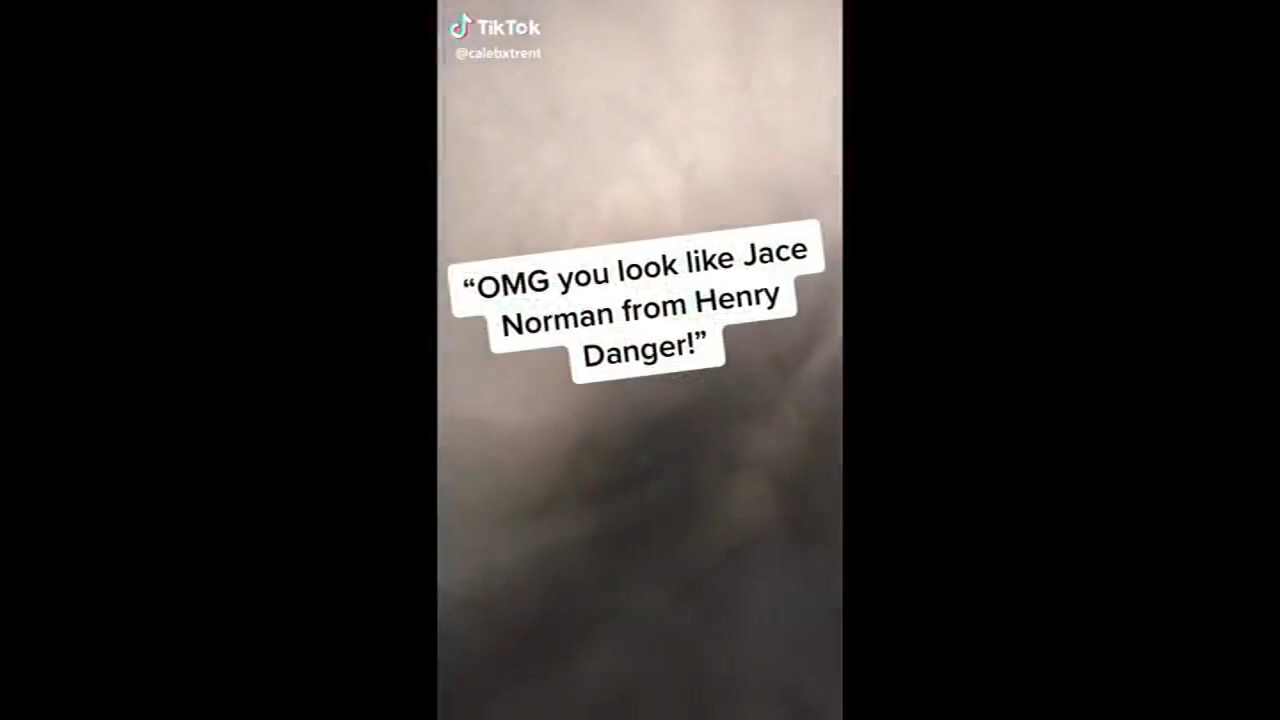 TikTok
@calebxtrent
“OMG you look like Jace
Norman from Henry
Danger!”